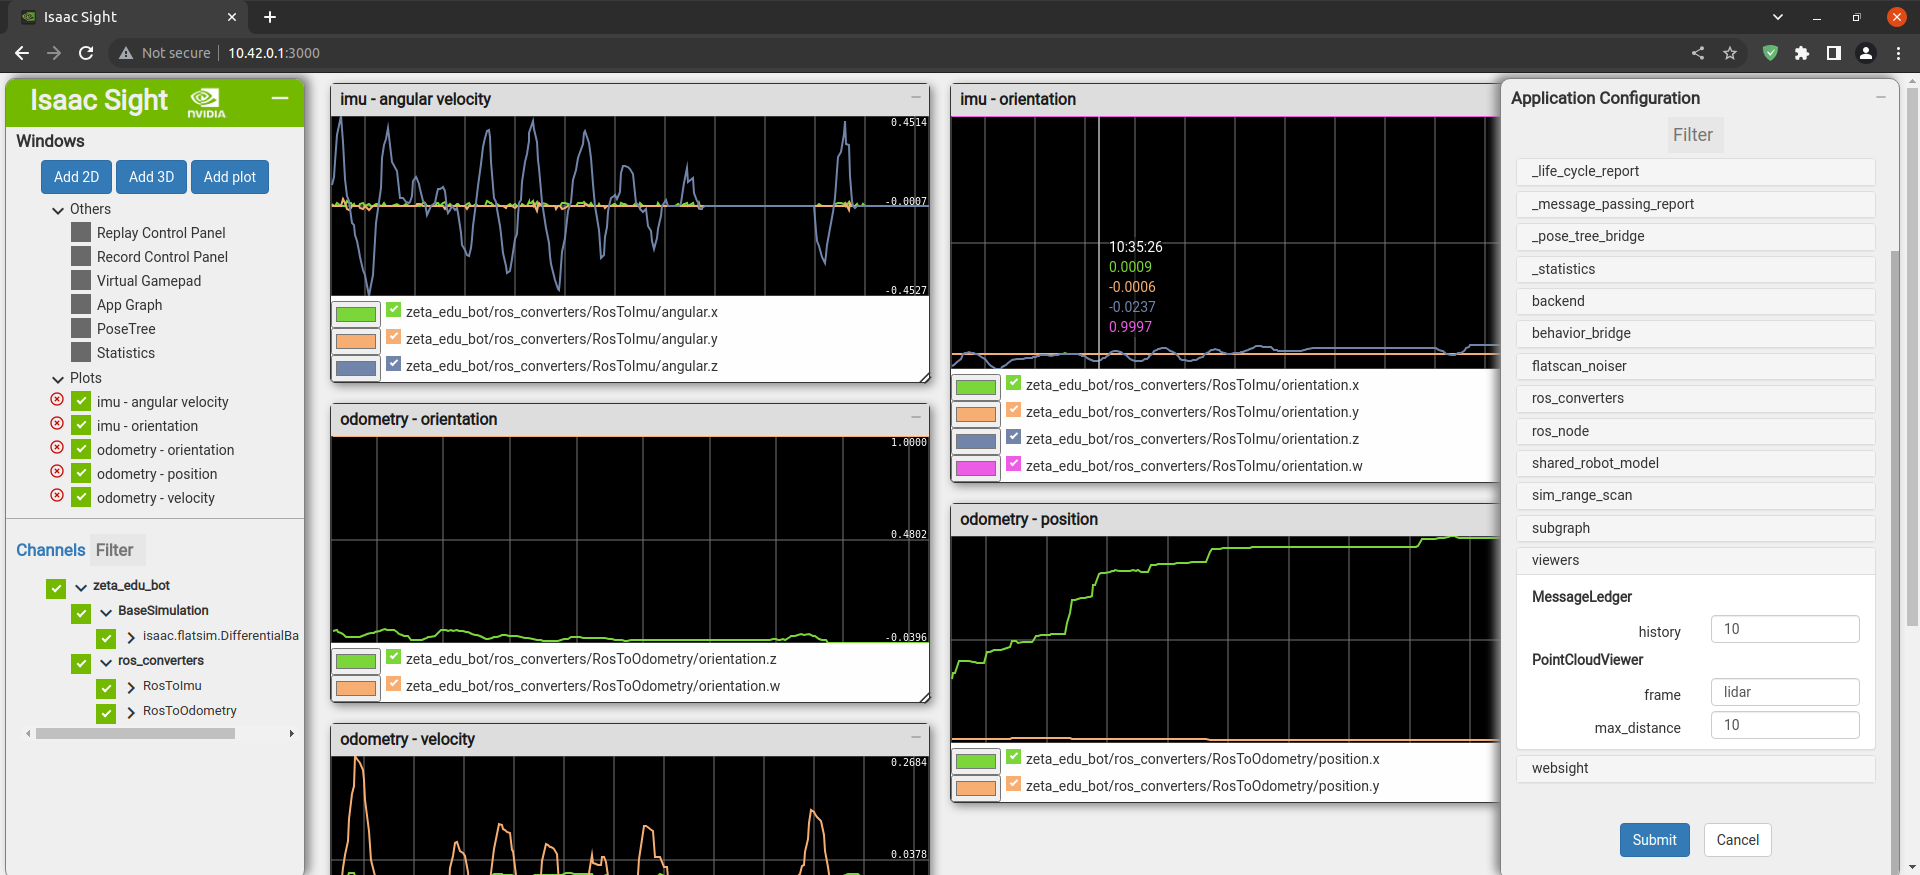 Isaac Sight
Not secure
10.42.0.1:3000
Isaac Sight
NVIDIA
Windows
Add 2D
Add 3D
Add plot
Others
Replay Control Panel
Record Control Panel
Virtual Gamepad
App Graph
PoseTree
Statistics
Plots
imu - angular velocity
imu - orientation
odometry - orientation
odometry - position
odometry - velocity
Channels
Filter
zeta_edu_bot
BaseSimulation
isaac.flatsim.DifferentialBa
ros_converters
RosToImu
RosToOdometry
imu - angular velocity
0.4514
-0.0007
-0.4527
zeta_edu_bot/ros_converters/RosToImu/angular.x
zeta_edu_bot/ros_converters/RosToImu/angular.y
zeta_edu_bot/ros_converters/RosToImu/angular.z
odometry - orientation
1.0000
0.4802
-0.0396
zeta_edu_bot/ros_converters/RosToOdometry/orientation.z
zeta_edu_bot/ros_converters/RosToOdometry/orientation.w
odometry - velocity
0.2684
0.0378
imu - orientation
10:35:26
0.0009
-0.0006
-0.0237
0.9997
zeta_edu_bot/ros_converters/RosToImu/orientation.x
zeta_edu_bot/ros_converters/RosToImu/orientation.y
zeta_edu_bot/ros_converters/RosToImu/orientation.z
zeta_edu_bot/ros_converters/RosToImu/orientation.w
odometry - position
zeta_edu_bot/ros_converters/RosToOdometry/position.x
zeta_edu_bot/ros_converters/RosToOdometry/position.y
Application Configuration
Filter
_life_cycle_report
_message_passing_report
_pose_tree_bridge
_statistics
backend
behavior_bridge
flatscan_noiser
ros_converters
ros_node
shared_robot_model
sim_range_scan
subgraph
viewers
MessageLedger
history
10
PointCloudViewer
frame
lidar
max_distance
10
websight
Submit
Cancel